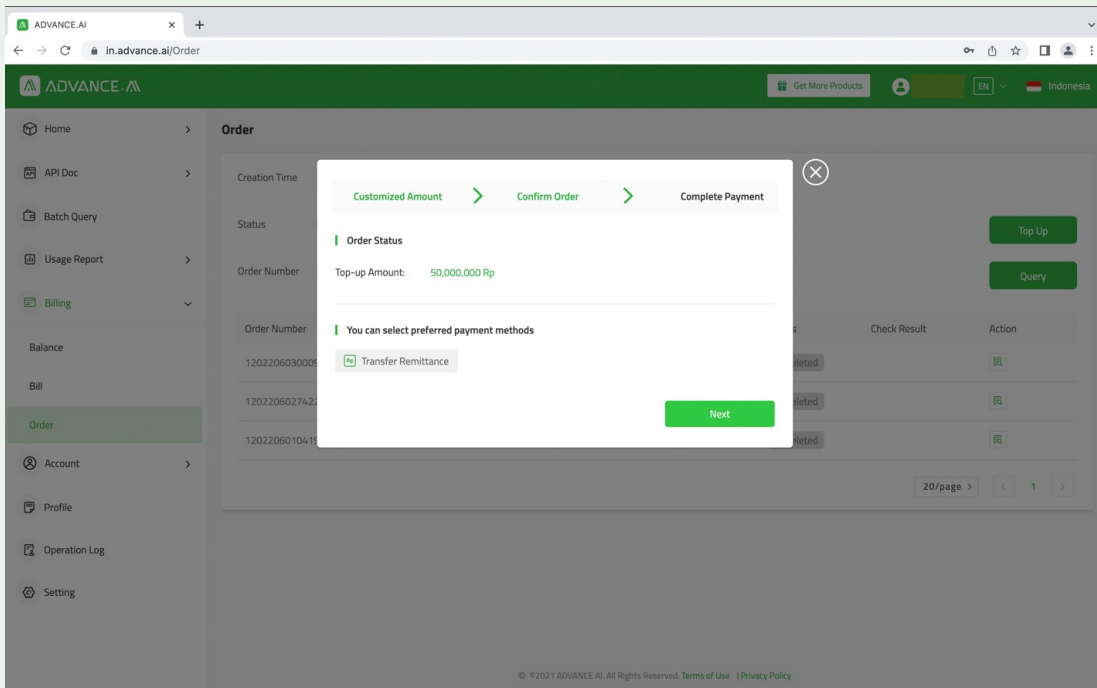 ADVANCE.AI
in.advance.ai/Order
ADVANCE.AI
Get More Products
EN
Indonesia
Home
Order
API Doc
Creation Time
Customized Amount
Confirm Order
Complete Payment
Batch Query
Status
Order Status
Top Up
Usage Report
Order Number
Top-up Amount: 50,000,000 Rp
Query
Billing
Order Number
You can select preferred payment methods
Check Result
Action
Balance
Transfer Remittance
Bill
Next
Order
Account
20/page
1
Profile
Operation Log
Setting
© ©2021 ADVANCE.AI, All Rights Reserved. Terms of Use | Privacy Policy